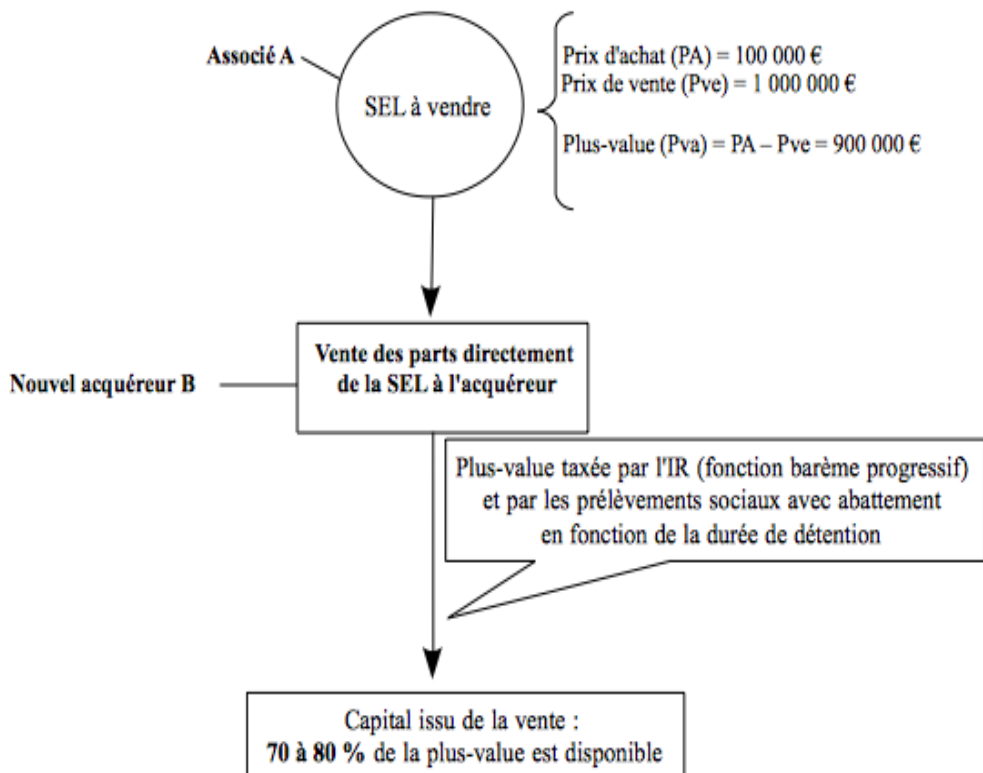 Associé A
SEL à vendre
Prix d'achat (PA) = 100 000 €
Prix de vente (Pve) = 1 000 000 €
Plus-value (Pva) = PA – Pve = 900 000 €
Vente des parts directement
de la SEL à l'acquéreur
Nouvel acquéreur B
Plus-value taxée par l'IR (fonction barème progressif)
et par les prélèvements sociaux avec abattement
en fonction de la durée de détention
Capital issu de la vente :
70 à 80 % de la plus-value est disponible